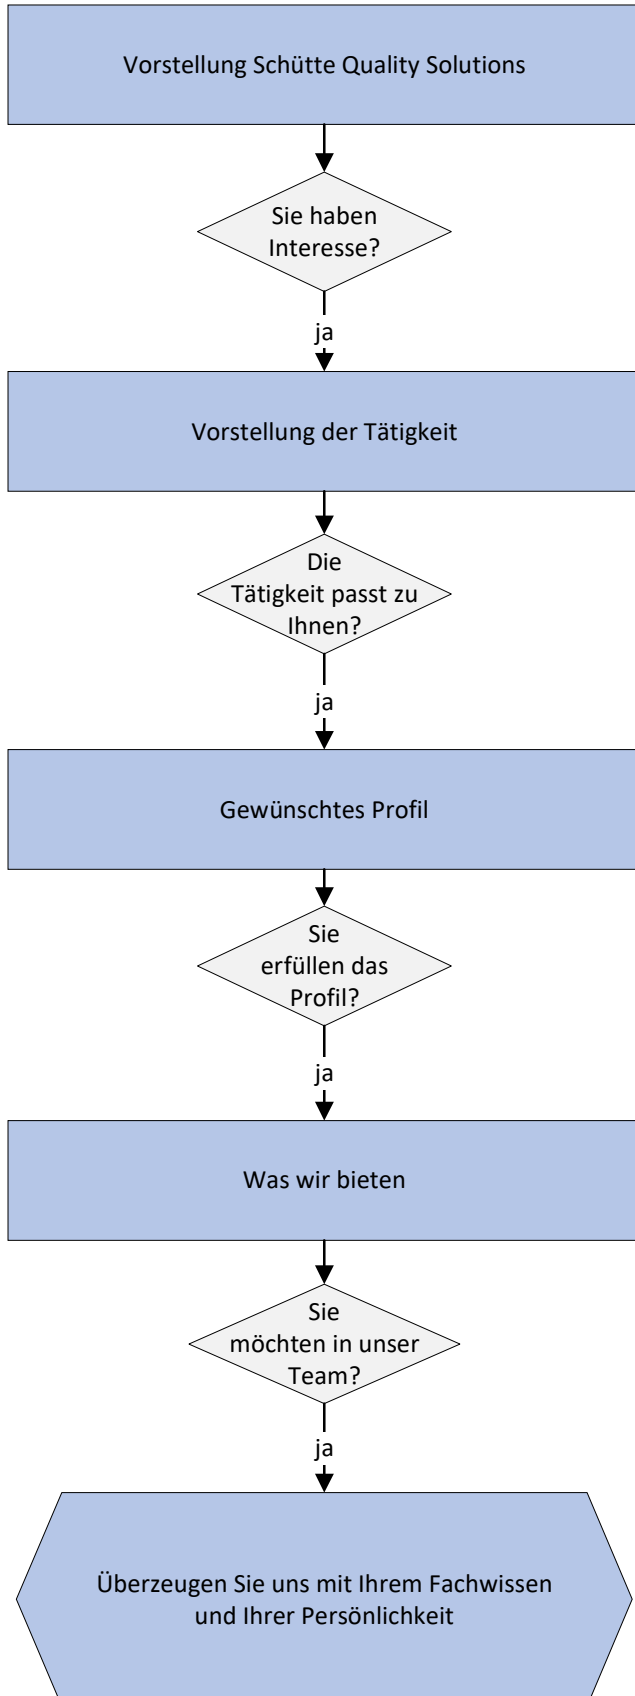 Vorstellung Schütte Quality Solutions
Sie haben
Interesse?
ja
Vorstellung der Tätigkeit
Die
Tätigkeit passt zu
Ihnen?
ja
Gewünschtes Profil
Sie
erfüllen das
Profil?
ja
Was wir bieten
Sie
möchten in unser
Team?
ja
Überzeugen Sie uns mit Ihrem Fachwissen
und Ihrer Persönlichkeit